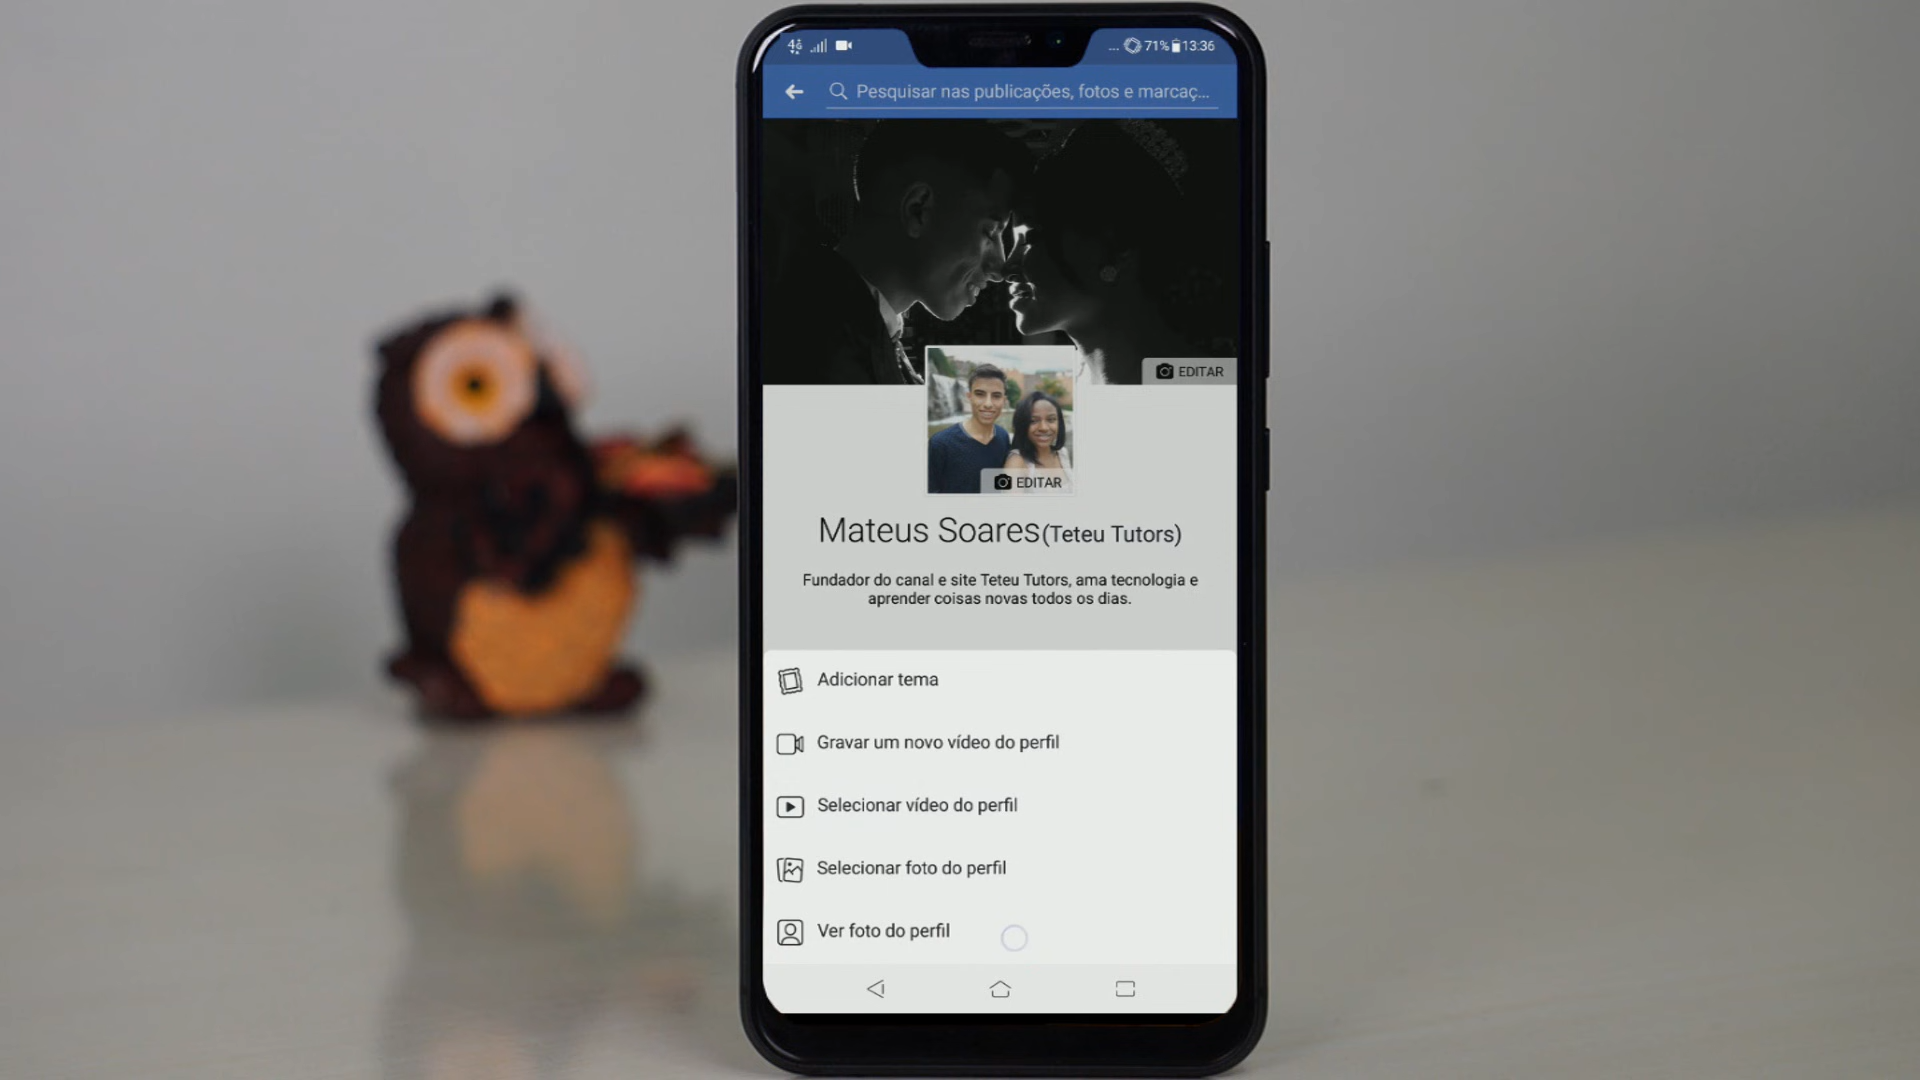 4G 71% 13:36
Pesquisar nas publicações, fotos e marcaç...
EDITAR
EDITAR
Mateus Soares(Teteu Tutors)
Fundador do canal e site Teteu Tutors, ama tecnologia e
aprender coisas novas todos os dias.
Adicionar tema
Gravar um novo vídeo do perfil
Selecionar vídeo do perfil
Selecionar foto do perfil
Ver foto do perfil